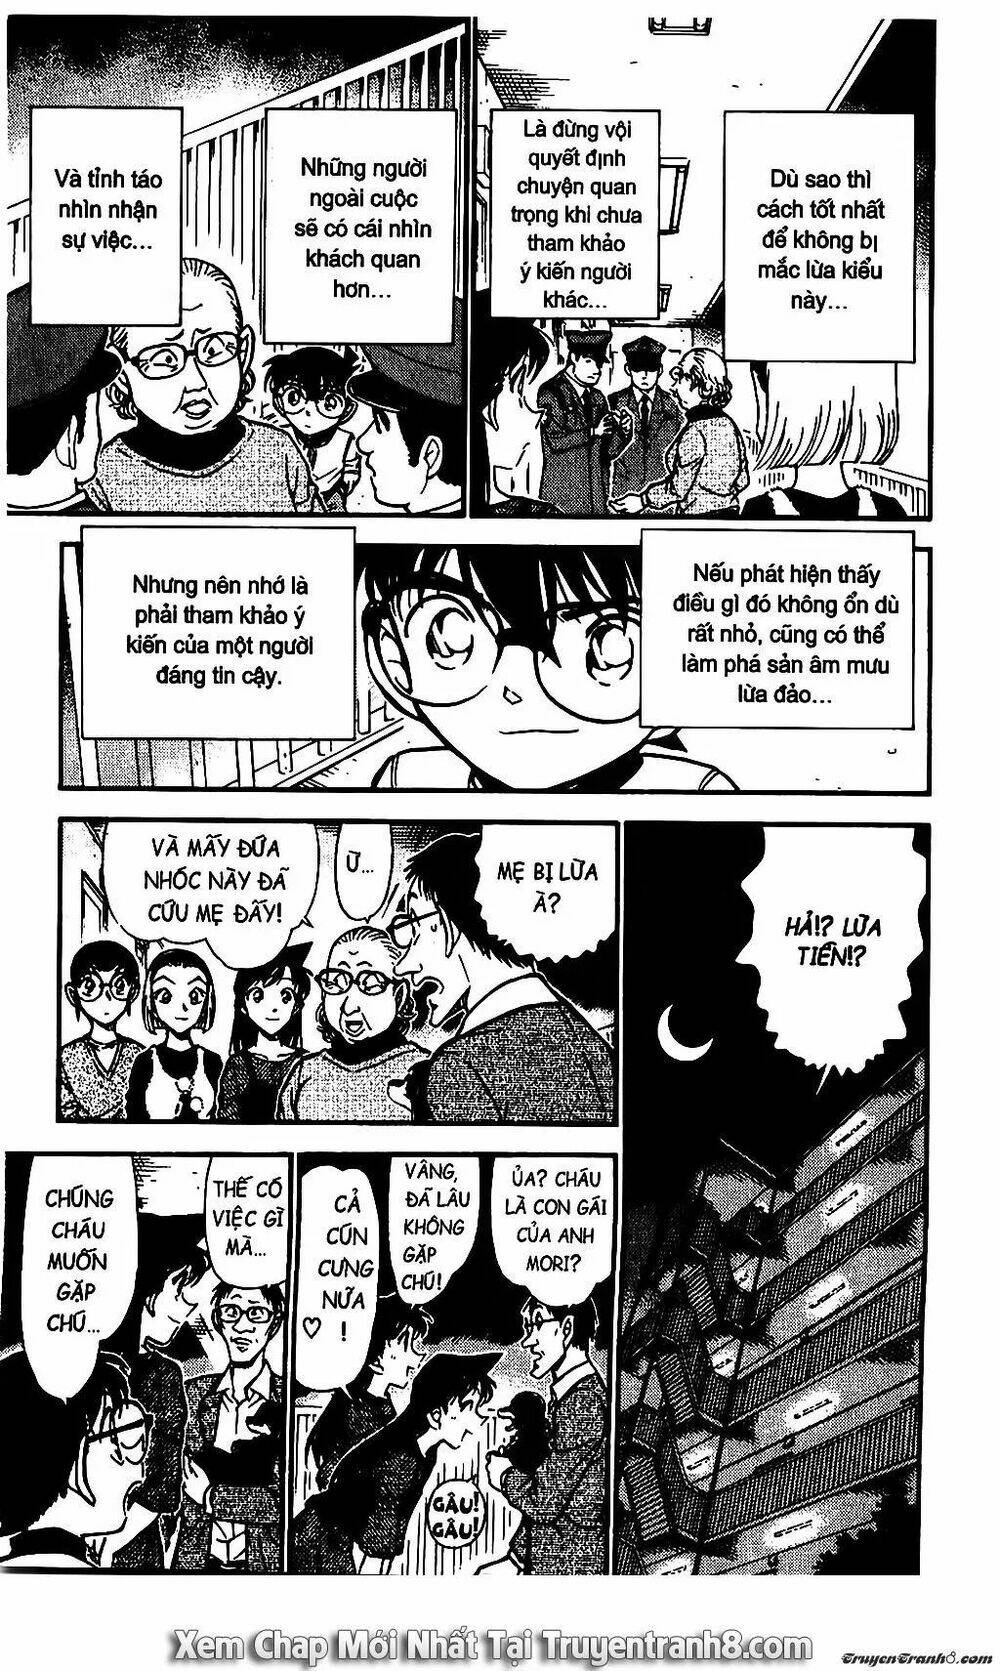 Dù sao thì
cách tốt nhất
để không bị
mắc lừa kiểu
này...
Là đừng vội
quyết định
chuyện quan
trọng khi chưa
tham khảo
ý kiến người
khác...
Những người
ngoài cuộc
sẽ có cái nhìn
khách quan
hơn...
Và tỉnh táo
nhìn nhận
sự việc...
Nếu phát hiện thấy
điều gì đó không ổn dù
rất nhỏ, cũng có thể
làm phá sản âm mưu
lừa đảo...
Nhưng nên nhớ là
phải tham khảo ý
kiến của một người
đáng tin cậy.
HẢ!? LỪA
TIỀN!?
MẸ BỊ LỪA
À?
Ừ...
VÀ MẤY ĐỨA
NHÓC NÀY ĐÃ
CỨU MẸ ĐẤY!
ỦA? CHÁU
LÀ CON GÁI
CỦA ANH
MORI?
VÂNG,
ĐÃ LÂU
KHÔNG
GẶP
CHÚ!
CẢ
CÚN
CƯNG
NỮA
♡ !
GÂU!
GÂU!
THẾ CÓ
VIỆC GÌ
MÀ...
CHÚNG
CHÁU
MUỐN
GẶP
CHÚ...
Xem Chap Mới Nhất Tại Truyentranh8.com
TruyenTranh8.com